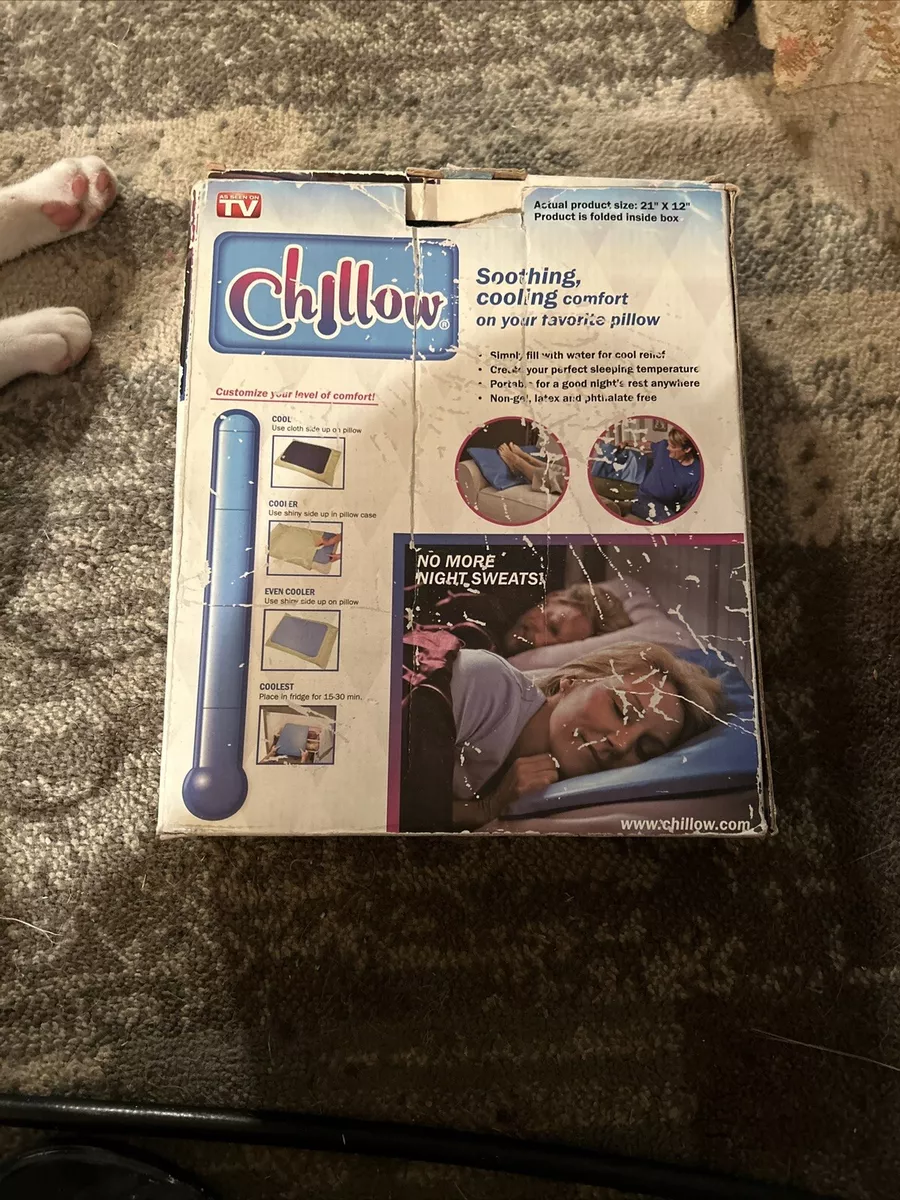 AS SEEN ON
TV
Actual product size: 21" X 12"
Product is folded inside box
Chillow®
Soothing,
cooling comfort
on your favorite pillow
• Simply fill with water for cool relief
• Create your perfect sleeping temperature
• Portable for a good night's rest anywhere
• Non-gel, latex and phthalate free
Customize your level of comfort!
COOL
Use cloth side up on pillow
COOLER
Use shiny side up in pillow case
EVEN COOLER
Use shiny side up on pillow
COOLEST
Place in fridge for 15-30 min.
NO MORE
NIGHT SWEATS!
www.chillow.com